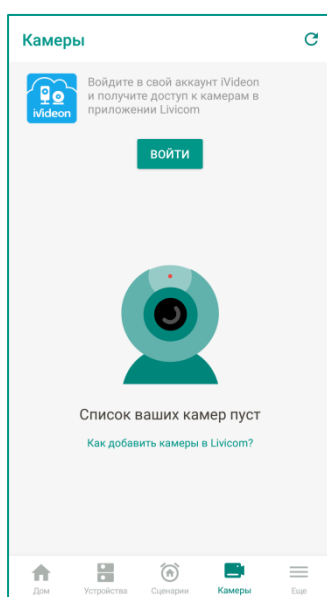 Камеры
Войдите в свой аккаунт iVideon
и получите доступ к камерам в
приложении Livicom
iVideon
ВОЙТИ
Список ваших камер пуст
Как добавить камеры в Livicom?
Дом
Устройства
Сценарии
Камеры
Еще